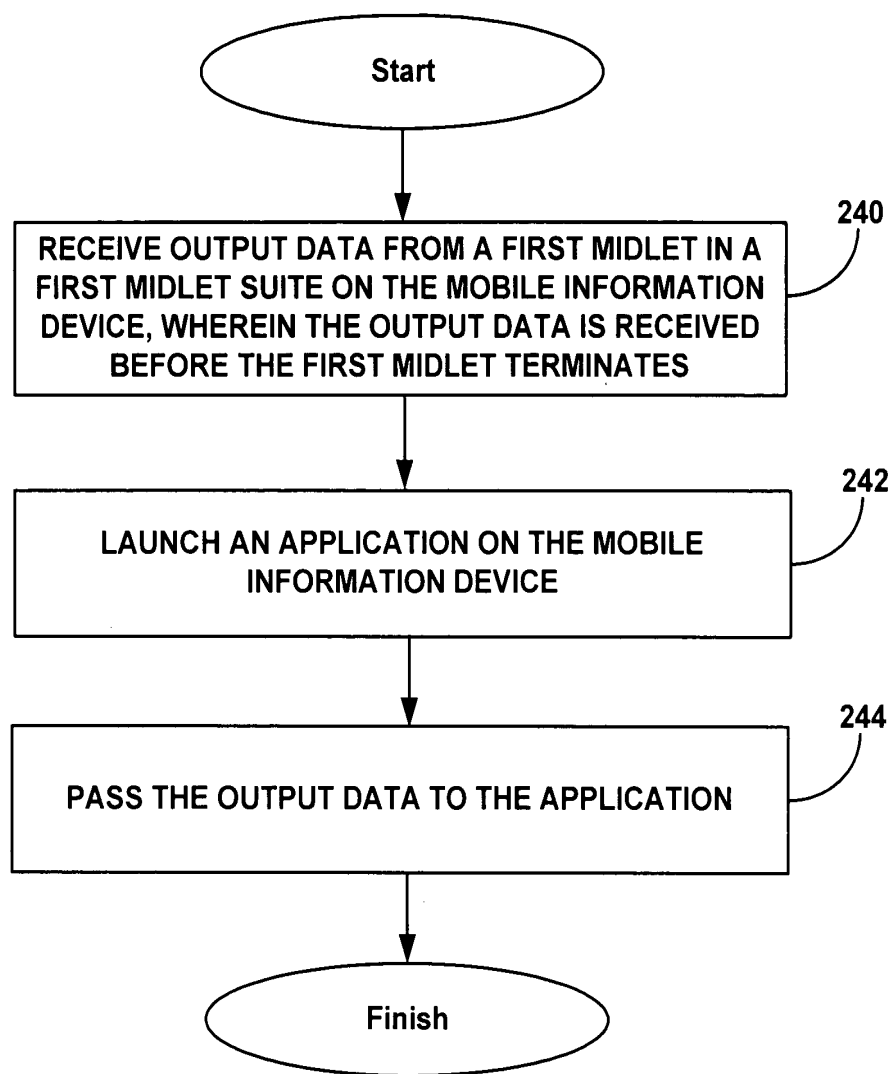 Start
240
RECEIVE OUTPUT DATA FROM A FIRST MIDLET IN A
FIRST MIDLET SUITE ON THE MOBILE INFORMATION
DEVICE, WHEREIN THE OUTPUT DATA IS RECEIVED
BEFORE THE FIRST MIDLET TERMINATES
242
LAUNCH AN APPLICATION ON THE MOBILE
INFORMATION DEVICE
244
PASS THE OUTPUT DATA TO THE APPLICATION
Finish